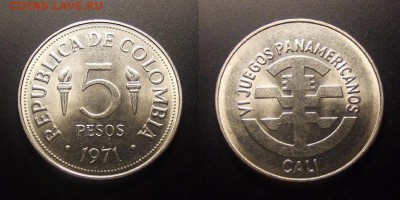 COINS.LAVE.RU
REPUBLICA DE COLOMBIA
5
PESOS
· 1971 ·
VI JUEGOS PANAMERICANOS
CALI